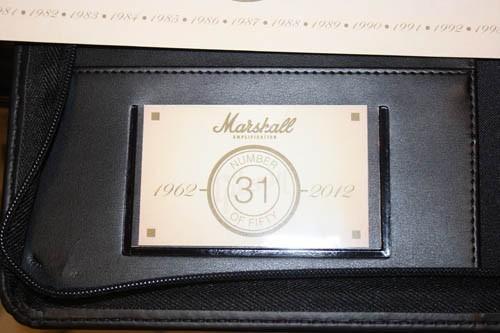 1982 • 1983 • 1984 • 1985 • 1986 • 1987 • 1988 • 1989 • 1990 • 1991 • 1992 •
Marshall
AMPLIFICATION
NUMBER
1962 - 31 - 2012
OF FIFTY